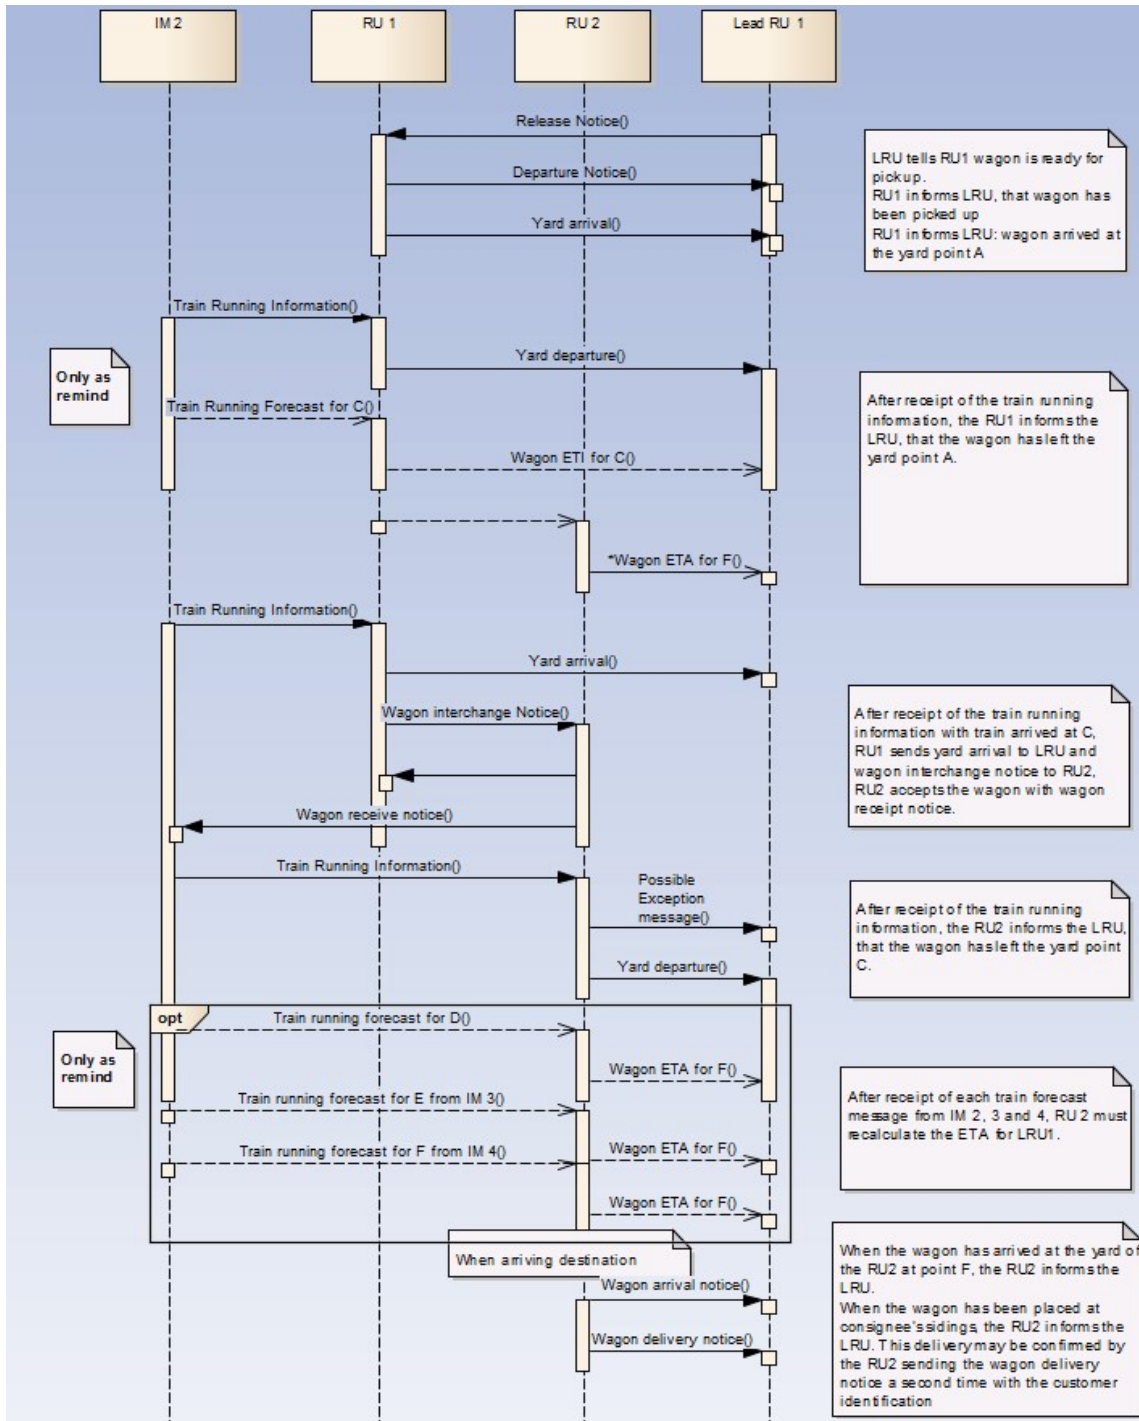 IM 2
RU 1
RU 2
Lead RU 1
Release Notice()
LRU tells RU1 wagon is ready for
pickup.
RU1 informs LRU, that wagon has
been picked up
RU1 informs LRU: wagon arrived at
the yard point A
Departure Notice()
Yard arrival()
Train Running Information()
Yard departure()
Only as
remind
Train Running Forecast for C()
After receipt of the train running
information, the RU1 informs the
LRU, that the wagon has left the
yard point A.
Wagon ETI for C()
*Wagon ETA for F()
Train Running Information()
Yard arrival()
Wagon interchange Notice()
After receipt of the train running
information with train arrived at C,
RU1 sends yard arrival to LRU and
wagon interchange notice to RU2,
RU2 accepts the wagon with wagon
receipt notice.
Wagon receive notice()
Train Running Information()
Possible
Exception
message()
After receipt of the train running
information, the RU2 informs the LRU,
that the wagon has left the yard point
C.
Yard departure()
opt
Train running forecast for D()
Only as
remind
Wagon ETA for F()
Train running forecast for E from IM 3()
After receipt of each train forecast
message from IM 2, 3 and 4, RU 2 must
recalculate the ETA for LRU1.
Train running forecast for F from IM 4()
Wagon ETA for F()
Wagon ETA for F()
When arriving destination
When the wagon has arrived at the yard of
the RU2 at point F, the RU2 informs the
LRU.
When the wagon has been placed at
consignee's sidings, the RU2 informs the
LRU. This delivery may be confirmed by
the RU2 sending the wagon delivery
notice a second time with the customer
identification
Wagon arrival notice()
Wagon delivery notice()